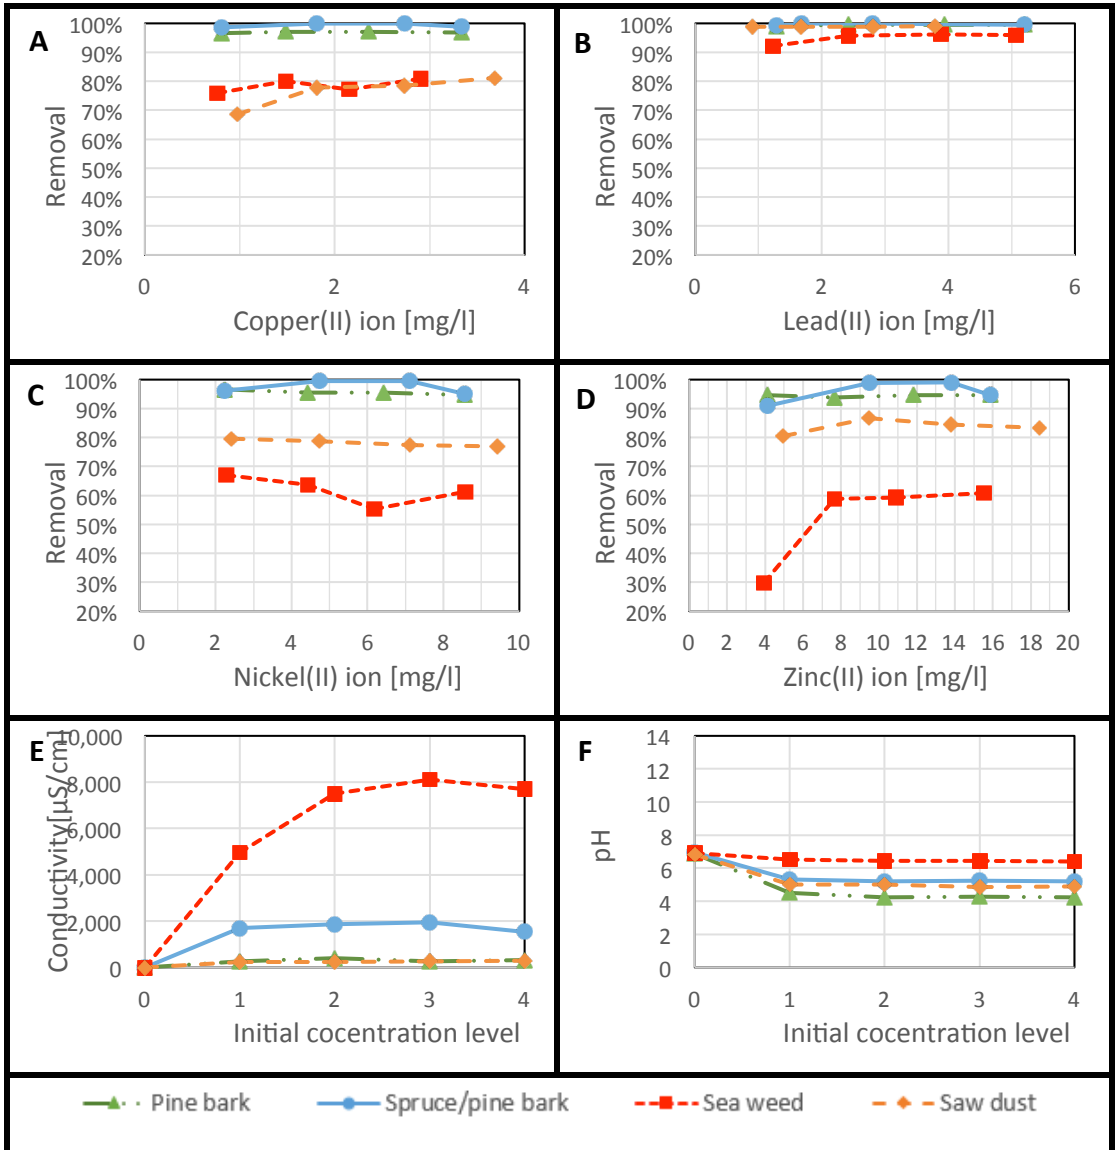 A
100%
90%
80%
70%
60%
50%
40%
30%
20%
Removal
0 2 4
Copper(II) ion [mg/l]
B
100%
90%
80%
70%
60%
50%
40%
30%
20%
Removal
0 2 4 6
Lead(II) ion [mg/l]
C
100%
90%
80%
70%
60%
50%
40%
30%
20%
Removal
0 2 4 6 8 10
Nickel(II) ion [mg/l]
D
100%
90%
80%
70%
60%
50%
40%
30%
20%
Removal
0 2 4 6 8 10 12 14 16 18 20
Zinc(II) ion [mg/l]
E
10,000
8,000
6,000
4,000
2,000
0
Conductivity[µS/cm]
0 1 2 3 4
Initial cocentration level
F
14
12
10
8
6
4
2
0
pH
0 1 2 3 4
Initial cocentration level
Pine bark Spruce/pine bark Sea weed Saw dust